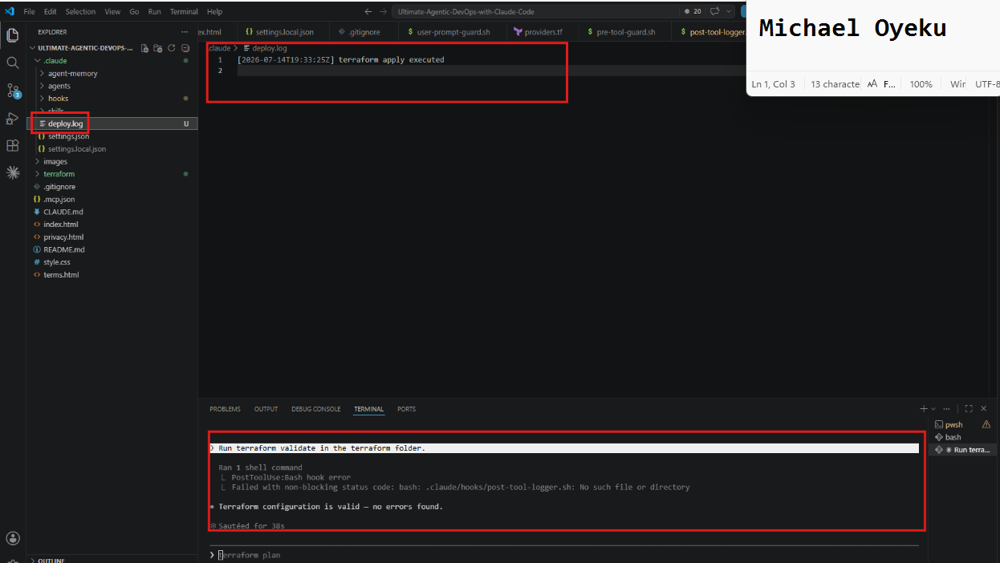 File Edit Selection View Go Run Terminal Help
Ultimate-Agentic-DevOps-with-Claude-Code
20
Michael Oyeku
Ln 1, Col 3 13 characte F... 100% Wir UTF-8
EXPLORER
ULTIMATE-AGENTIC-DEVOPS-...
.claude
agent-memory
agents
hooks
skills
deploy.log U
settings.json
settings.local.json
images
terraform
.gitignore
.mcp.json
CLAUDE.md
index.html
privacy.html
README.md
style.css
terms.html
OUTLINE
3
ex.html settings.local.json .gitignore user-prompt-guard.sh providers.tf pre-tool-guard.sh post-tool-logger.
.claude > deploy.log
1 [2026-07-14T19:33:25Z] terraform apply executed
2
PROBLEMS OUTPUT DEBUG CONSOLE TERMINAL PORTS
pwsh
bash
Run terra...
> Run terraform validate in the terraform folder.
Ran 1 shell command
PostToolUse:Bash hook error
Failed with non-blocking status code: bash: .claude/hooks/post-tool-logger.sh: No such file or directory
Terraform configuration is valid — no errors found.
Sautéed for 38s
> terraform plan